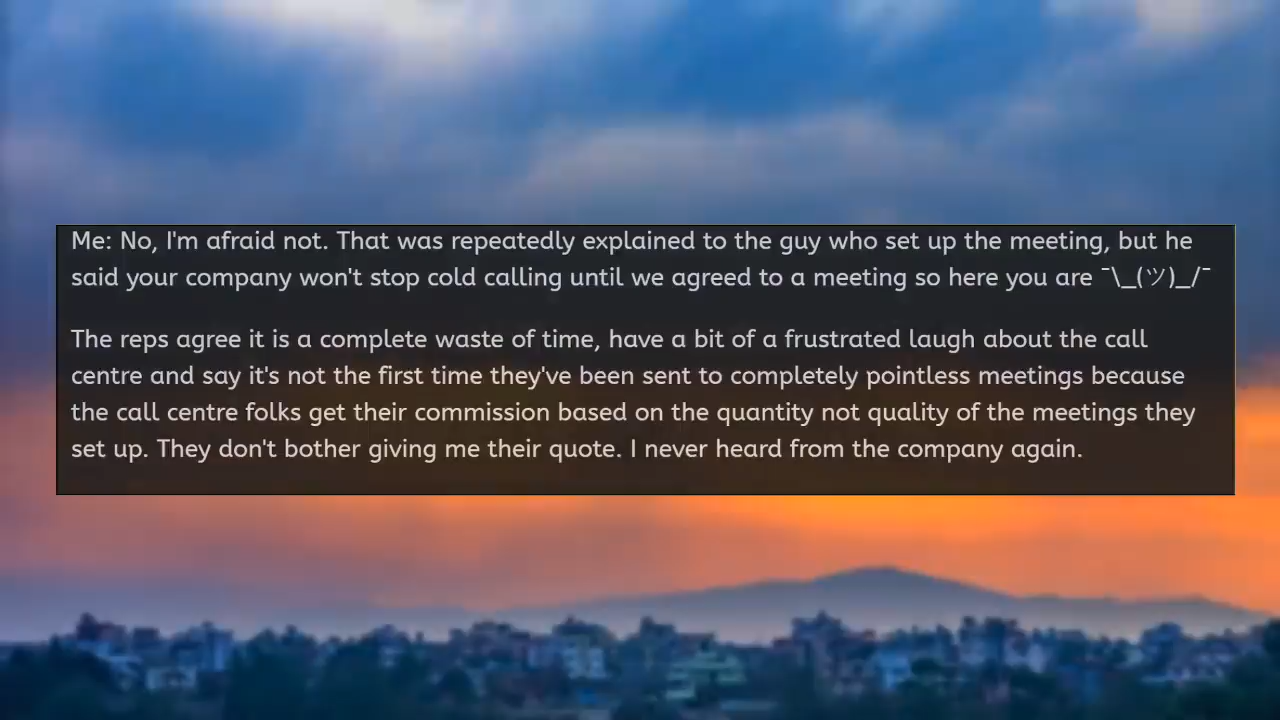 Me: No, I'm afraid not. That was repeatedly explained to the guy who set up the meeting, but he
said your company won't stop cold calling until we agreed to a meeting so here you are ¯\_(ツ)_/¯
The reps agree it is a complete waste of time, have a bit of a frustrated laugh about the call
centre and say it's not the first time they've been sent to completely pointless meetings because
the call centre folks get their commission based on the quantity not quality of the meetings they
set up. They don't bother giving me their quote. I never heard from the company again.